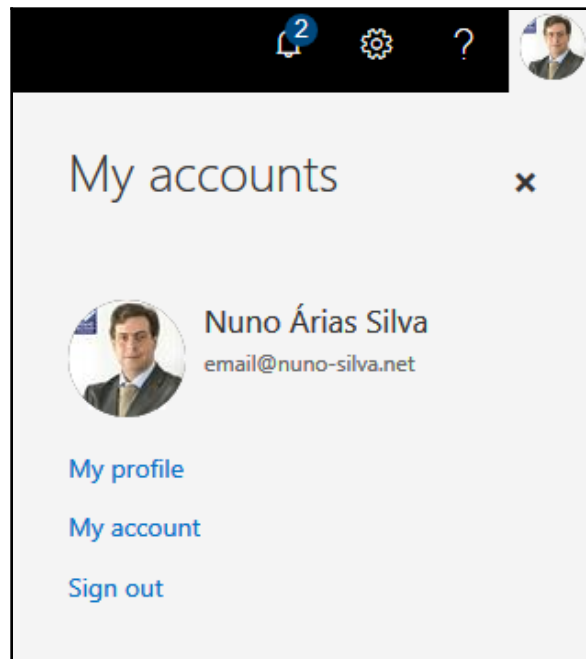 2
?
My accounts
Nuno Árias Silva
email@nuno-silva.net
My profile
My account
Sign out